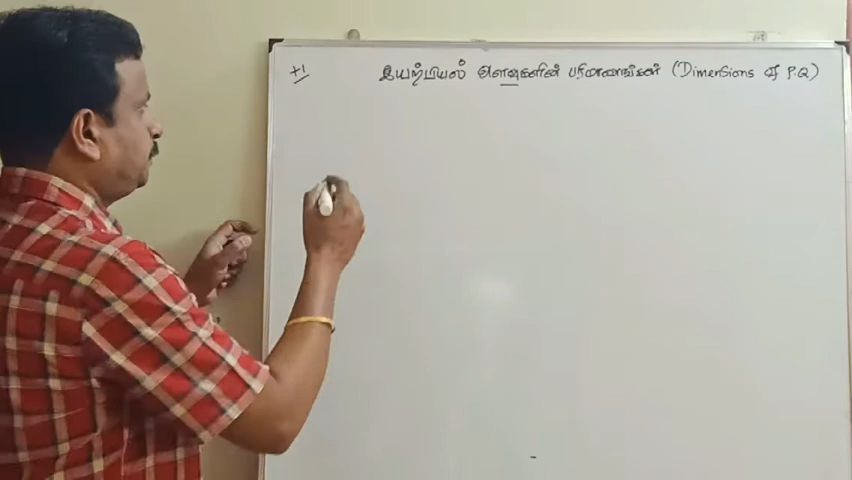 +1 இயற்பியல் அளவுகளின் பரிமாணங்கள் (Dimensions of P.Q)